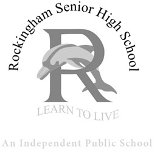 Rockingham Senior High School
R
LEARN TO LIVE
An Independent Public School